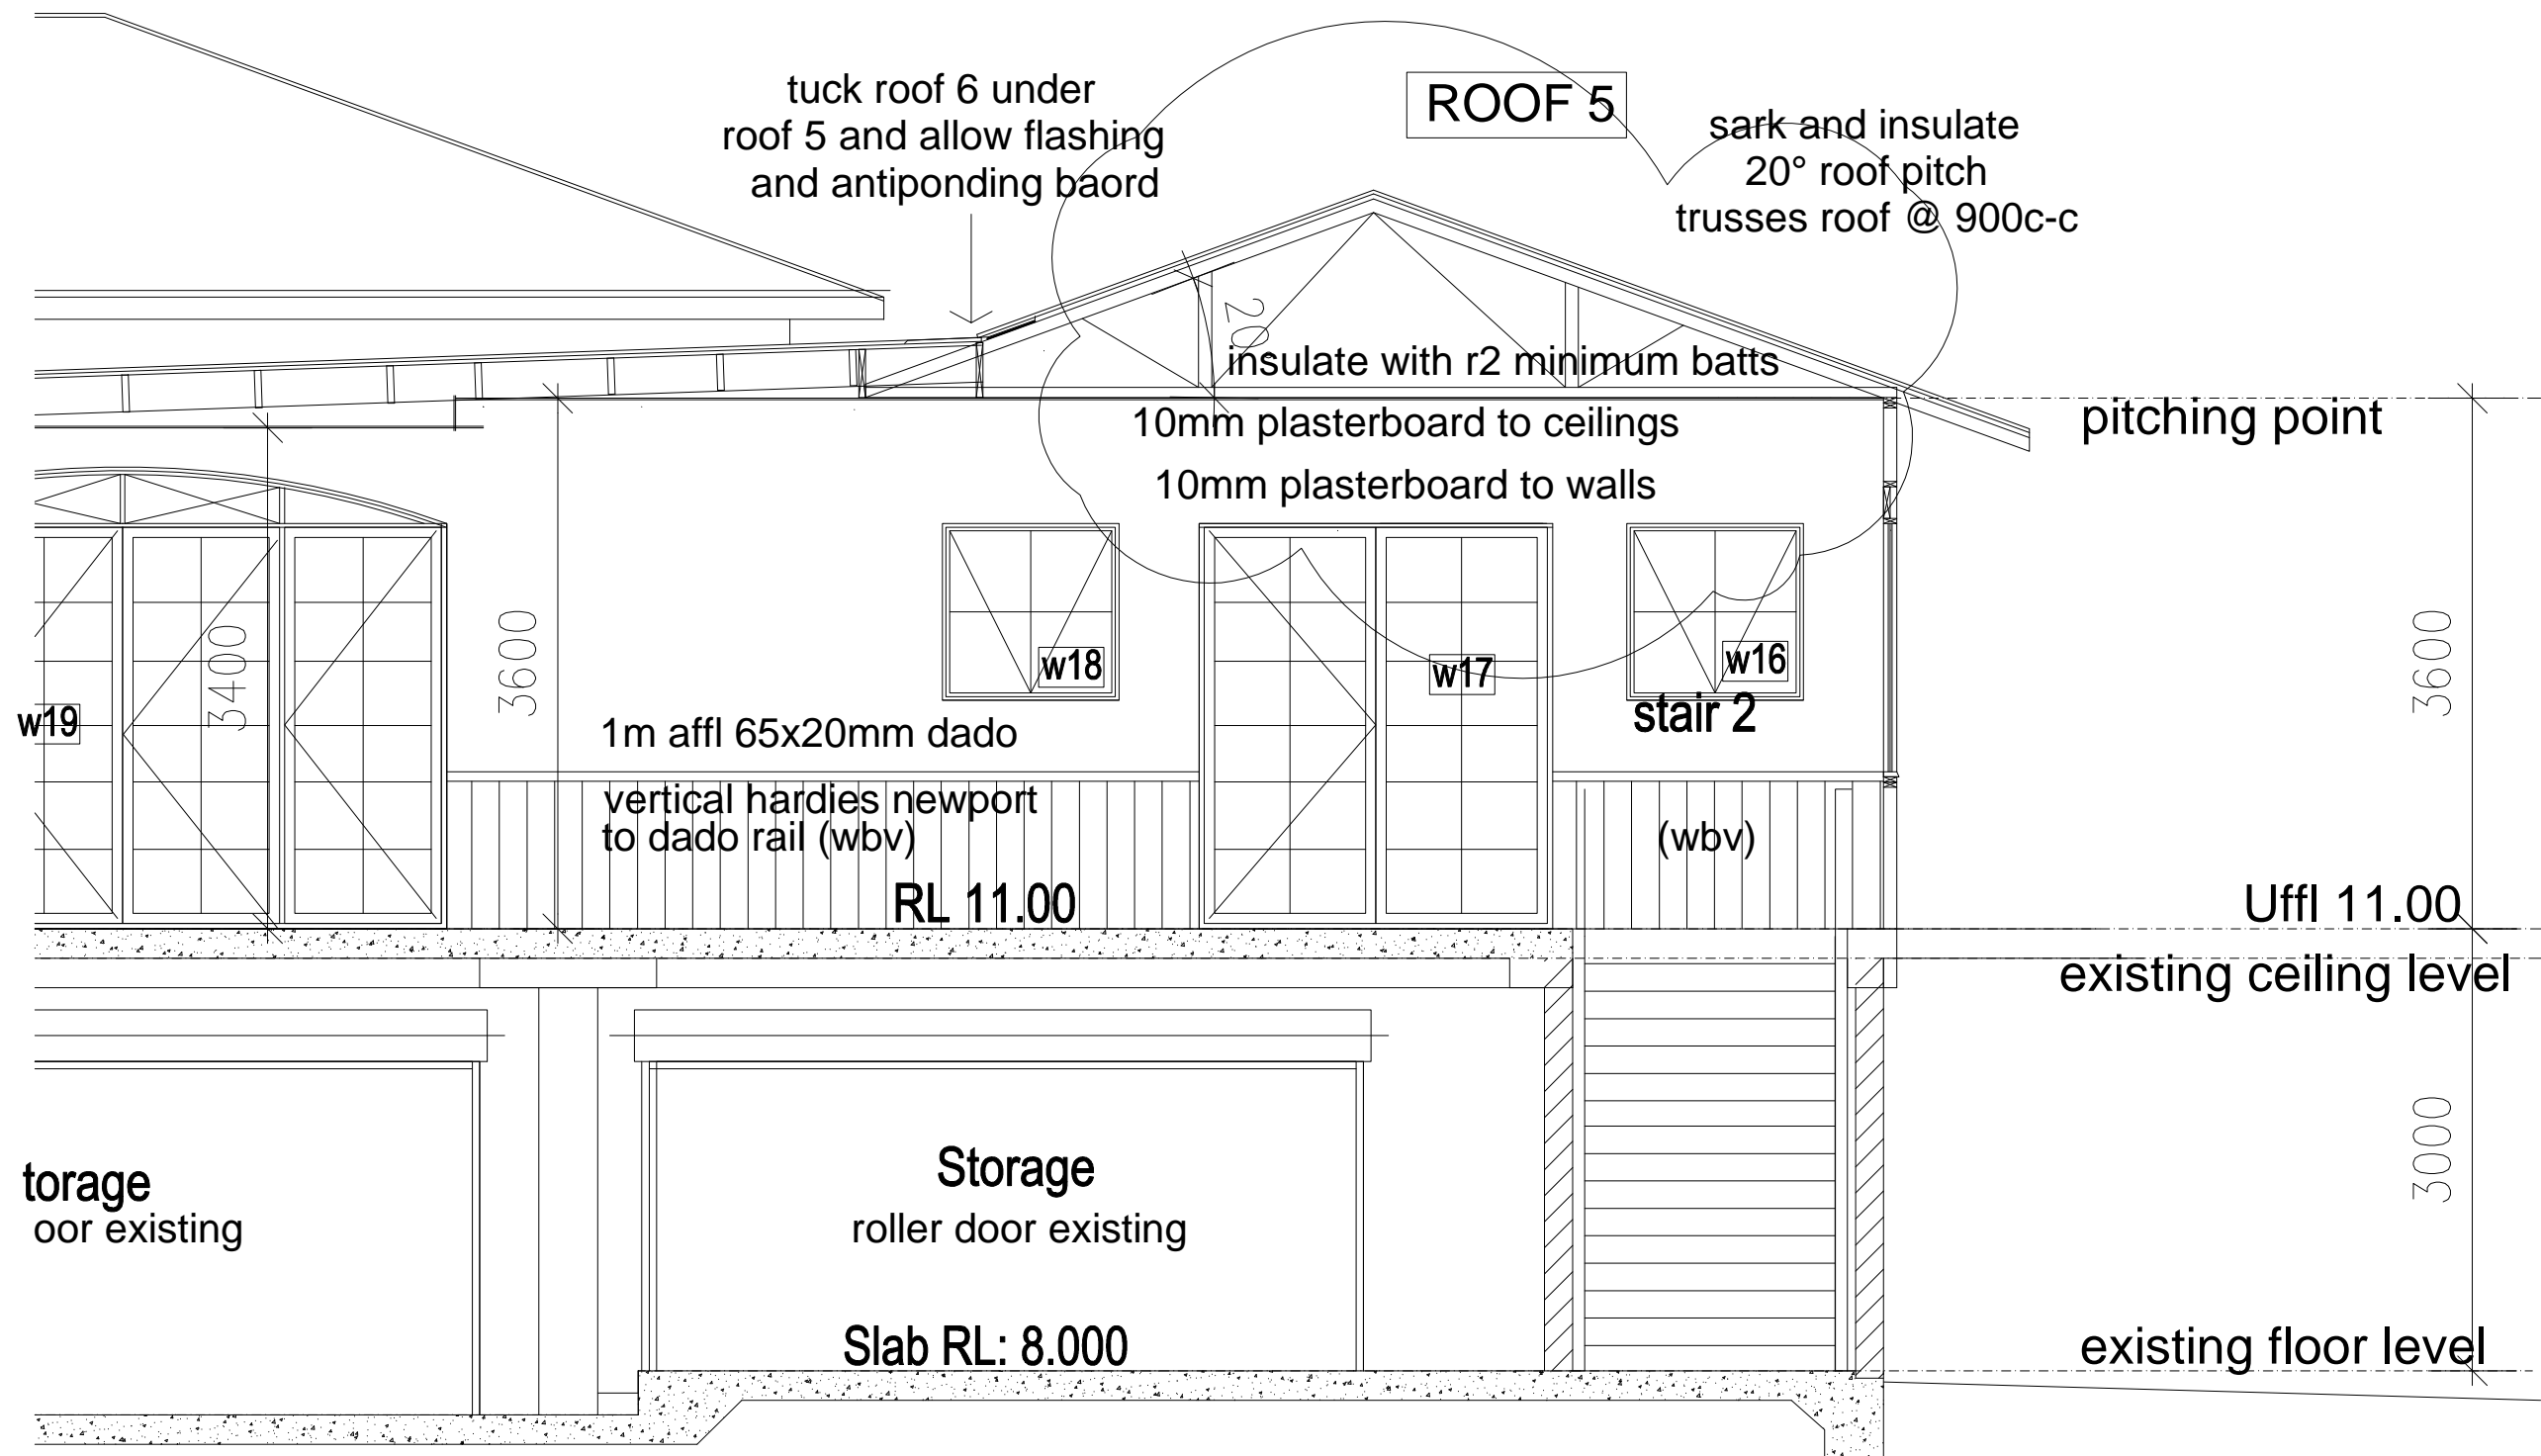 ROOF 5
tuck roof 6 under
roof 5 and allow flashing
and antiponding baord
sark and insulate
20° roof pitch
trusses roof @ 900c-c
20°
insulate with r2 minimum batts
10mm plasterboard to ceilings
10mm plasterboard to walls
pitching point
3400
3600
3600
w19
w18
w17
w16
stair 2
1m affl 65x20mm dado
vertical hardies newport
to dado rail (wbv)
(wbv)
RL 11.00
Uffl 11.00
existing ceiling level
3000
torage
oor existing
Storage
roller door existing
Slab RL: 8.000
existing floor level